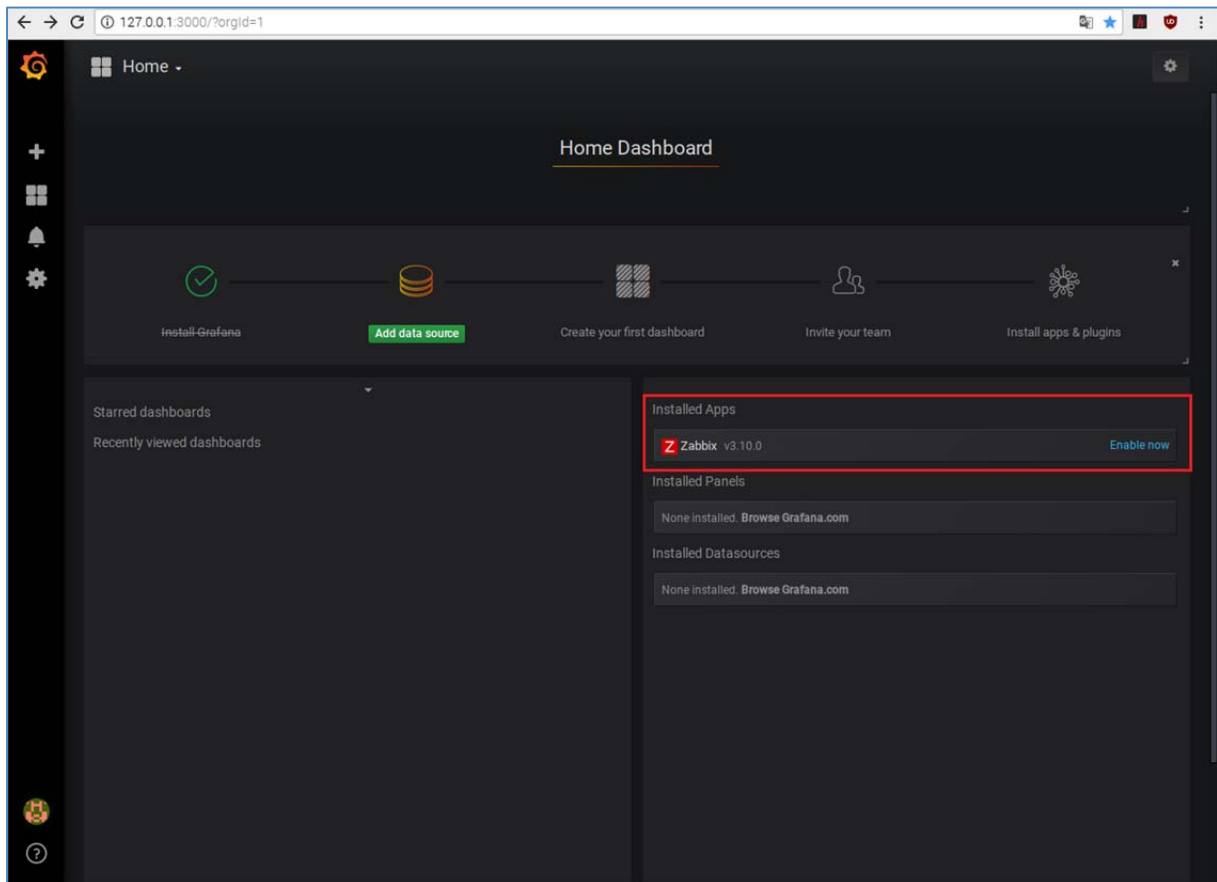 127.0.0.1:3000/?orgId=1
Home
Home Dashboard
Install Grafana
Add data source
Create your first dashboard
Invite your team
Install apps & plugins
Starred dashboards
Recently viewed dashboards
Installed Apps
Z Zabbix v3.10.0 Enable now
Installed Panels
None installed. Browse Grafana.com
Installed Datasources
None installed. Browse Grafana.com